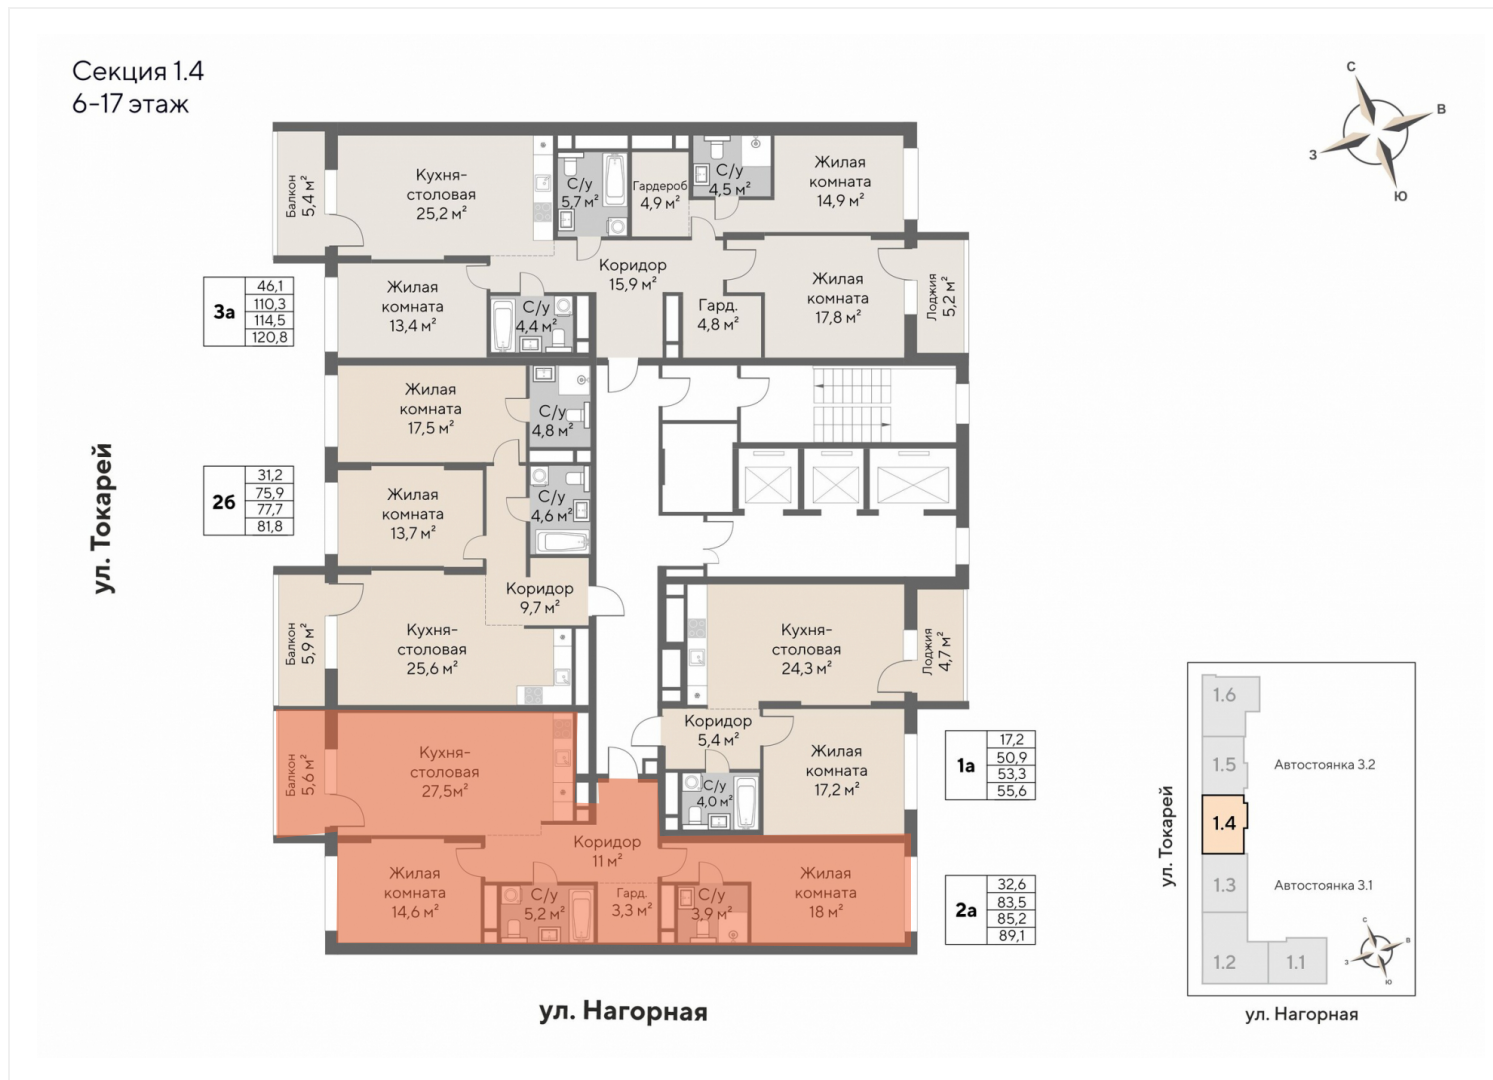 Секция 1.4
6-17 этаж
С
В
З
Ю
Балкон
5,4 м²
Кухня-
столовая
25,2 м²
С/у
5,7 м²
Гардероб
4,9 м²
С/у
4,5 м²
Жилая
комната
14,9 м²
Коридор
15,9 м²
Жилая
комната
13,4 м²
С/у
4,4 м²
Гард.
4,8 м²
Жилая
комната
17,8 м²
Лоджия
5,2 м²
3а
46,1
110,3
114,5
120,8
Жилая
комната
17,5 м²
С/у
4,8 м²
2б
31,2
75,9
77,7
81,8
Жилая
комната
13,7 м²
С/у
4,6 м²
ул. Токарей
Коридор
9,7 м²
Балкон
5,9 м²
Кухня-
столовая
25,6 м²
Кухня-
столовая
24,3 м²
Лоджия
4,7 м²
Коридор
5,4 м²
Жилая
комната
17,2 м²
С/у
4,0 м²
1а
17,2
50,9
53,3
55,6
Балкон
5,6 м²
Кухня-
столовая
27,5м²
Коридор
11 м²
Жилая
комната
14,6 м²
С/у
5,2 м²
Гард.
3,3 м²
С/у
3,9 м²
Жилая
комната
18 м²
2а
32,6
83,5
85,2
89,1
ул. Нагорная
1.6
1.5
Автостоянка 3.2
1.4
ул. Токарей
1.3
Автостоянка 3.1
1.2
1.1
С
В
З
Ю
ул. Нагорная